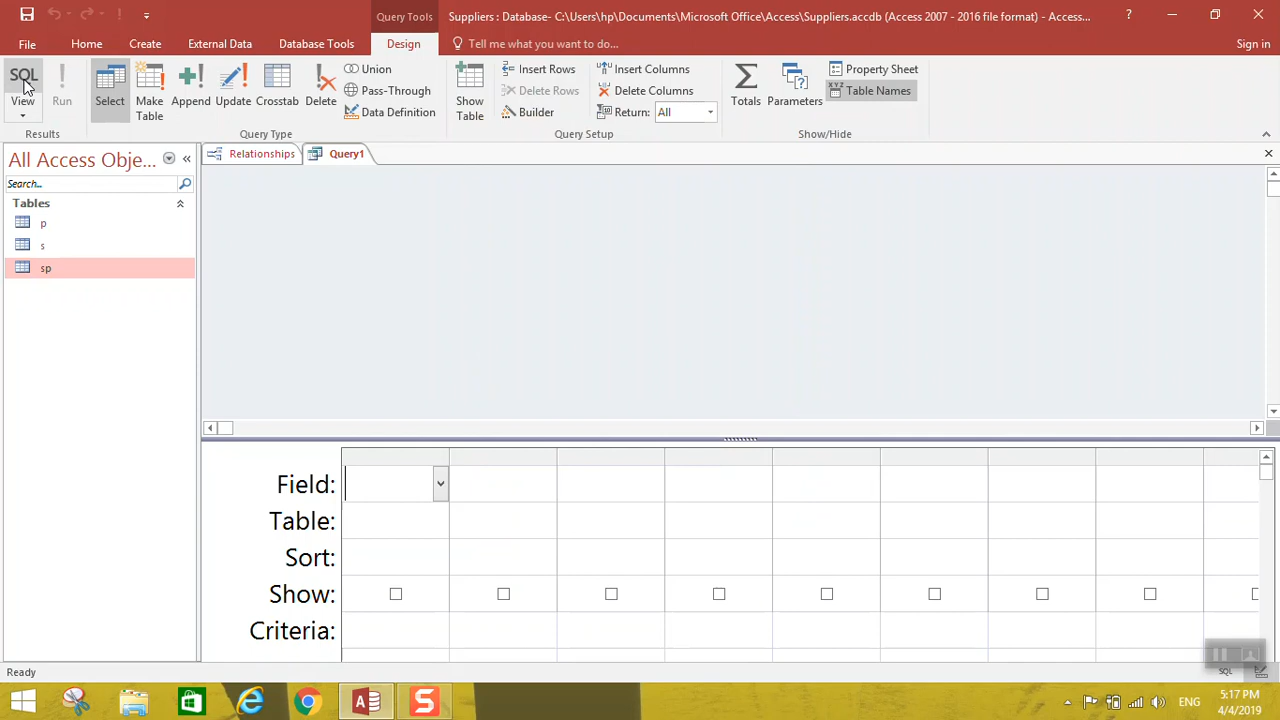 Query Tools
Suppliers : Database- C:\Users\hp\Documents\Microsoft Office\Access\Suppliers.accdb (Access 2007 - 2016 file format) - Access...
?
File
Home
Create
External Data
Database Tools
Design
Tell me what you want to do...
Sign in
SQL
View
Run
Select
Make
Table
Append
Update
Crosstab
Delete
Union
Pass-Through
Data Definition
Show
Table
Insert Rows
Delete Rows
Builder
Insert Columns
Delete Columns
Return:
All
Totals
Parameters
Property Sheet
Table Names
Results
Query Type
Query Setup
Show/Hide
All Access Obje...
Search...
Tables
p
s
sp
Relationships
Query1
Field:
Table:
Sort:
Show:
Criteria:
Ready
SQL
ENG
5:17 PM
4/4/2019